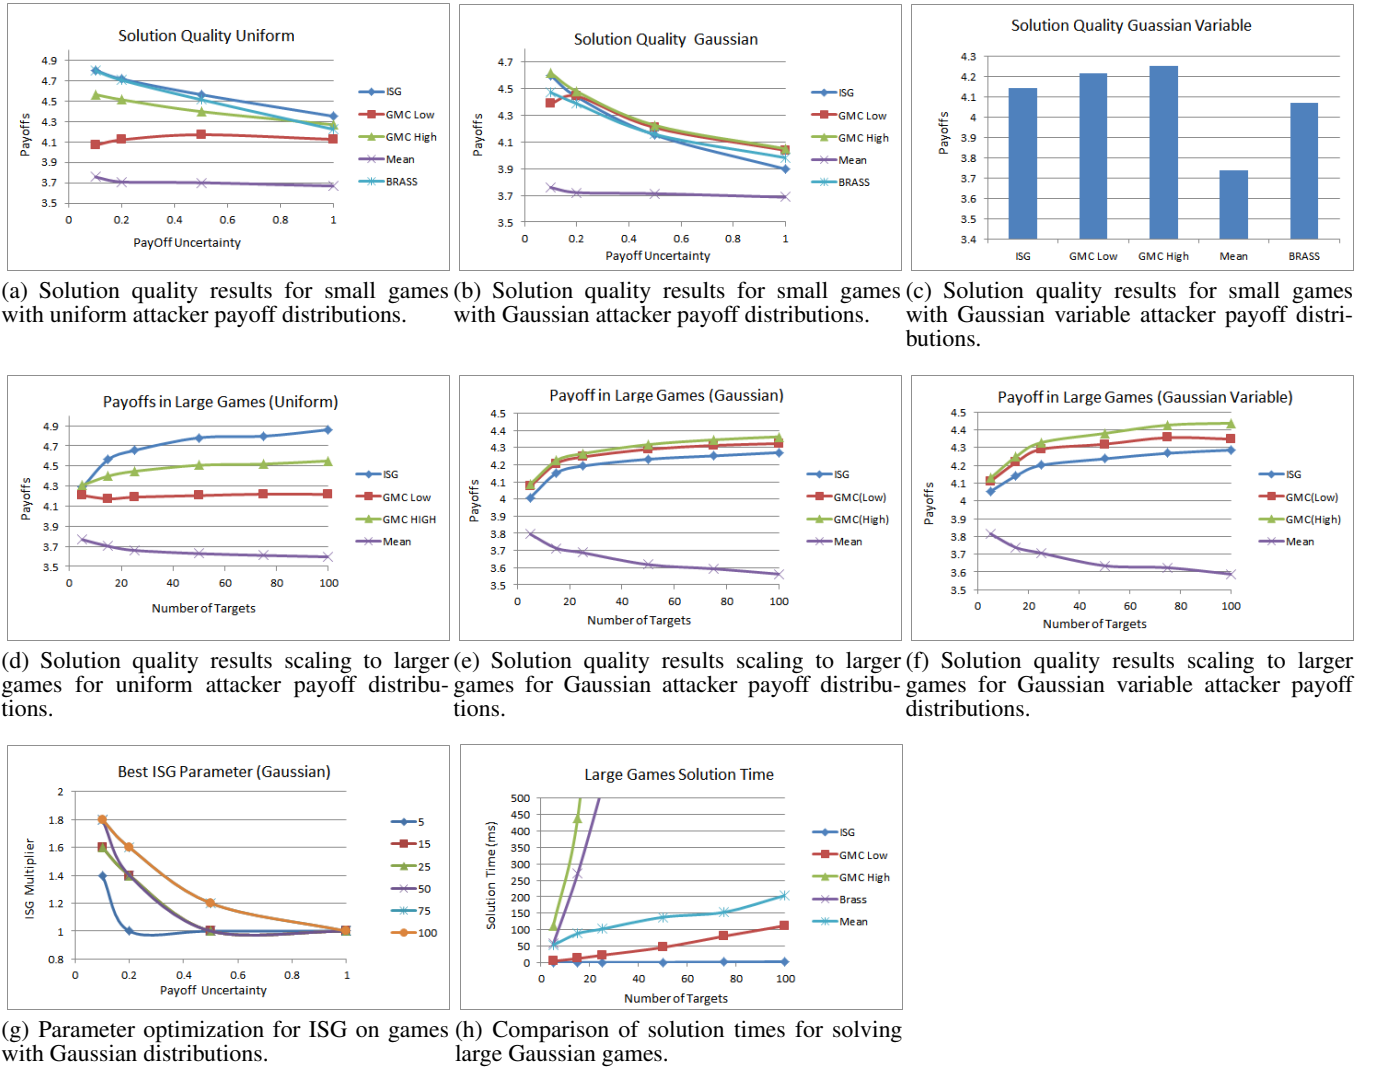 Solution Quality Uniform
4.9
4.7
4.5
4.3
4.1
3.9
3.7
3.5
Payoffs
0 0.2 0.4 0.6 0.8 1
PayOff Uncertainty
ISG
GMC Low
GMC High
Mean
BRASS
(a) Solution quality results for small games
with uniform attacker payoff distributions.
Solution Quality Gaussian
4.7
4.5
4.3
4.1
3.9
3.7
3.5
Payoffs
0 0.2 0.4 0.6 0.8 1
Payoff Uncertainty
ISG
GMC Low
GMC High
Mean
BRASS
(b) Solution quality results for small games
with Gaussian attacker payoff distributions.
Solution Quality Guassian Variable
4.3
4.2
4.1
4
3.9
3.8
3.7
3.6
3.5
3.4
Payoffs
ISG GMC Low GMC High Mean BRASS
(c) Solution quality results for small games
with Gaussian variable attacker payoff distri-
butions.
Payoffs in Large Games (Uniform)
4.9
4.7
4.5
4.3
4.1
3.9
3.7
3.5
Payoffs
0 20 40 60 80 100
Number of Targets
ISG
GMC Low
GMC HIGH
Mean
(d) Solution quality results scaling to larger
games for uniform attacker payoff distribu-
tions.
Payoff in Large Games (Gaussian)
4.5
4.4
4.3
4.2
4.1
4
3.9
3.8
3.7
3.6
3.5
Payoffs
0 20 40 60 80 100
Number of Targets
ISG
GMC(Low)
GMC(High)
Mean
(e) Solution quality results scaling to larger
games for Gaussian attacker payoff distribu-
tions.
Payoff in Large Games (Gaussian Variable)
4.5
4.4
4.3
4.2
4.1
4
3.9
3.8
3.7
3.6
3.5
Payoffs
0 20 40 60 80 100
Number of Targets
ISG
GMC(Low)
GMC(High)
Mean
(f) Solution quality results scaling to larger
games for Gaussian variable attacker payoff
distributions.
Best ISG Parameter (Gaussian)
2
1.8
1.6
1.4
1.2
1
0.8
ISG Multiplier
0 0.2 0.4 0.6 0.8 1
Payoff Uncertainty
5
15
25
50
75
100
(g) Parameter optimization for ISG on games
with Gaussian distributions.
Large Games Solution Time
500
450
400
350
300
250
200
150
100
50
0
Solution Time (ms)
0 20 40 60 80 100
Number of Targets
ISG
GMC Low
GMC High
Brass
Mean
(h) Comparison of solution times for solving
large Gaussian games.